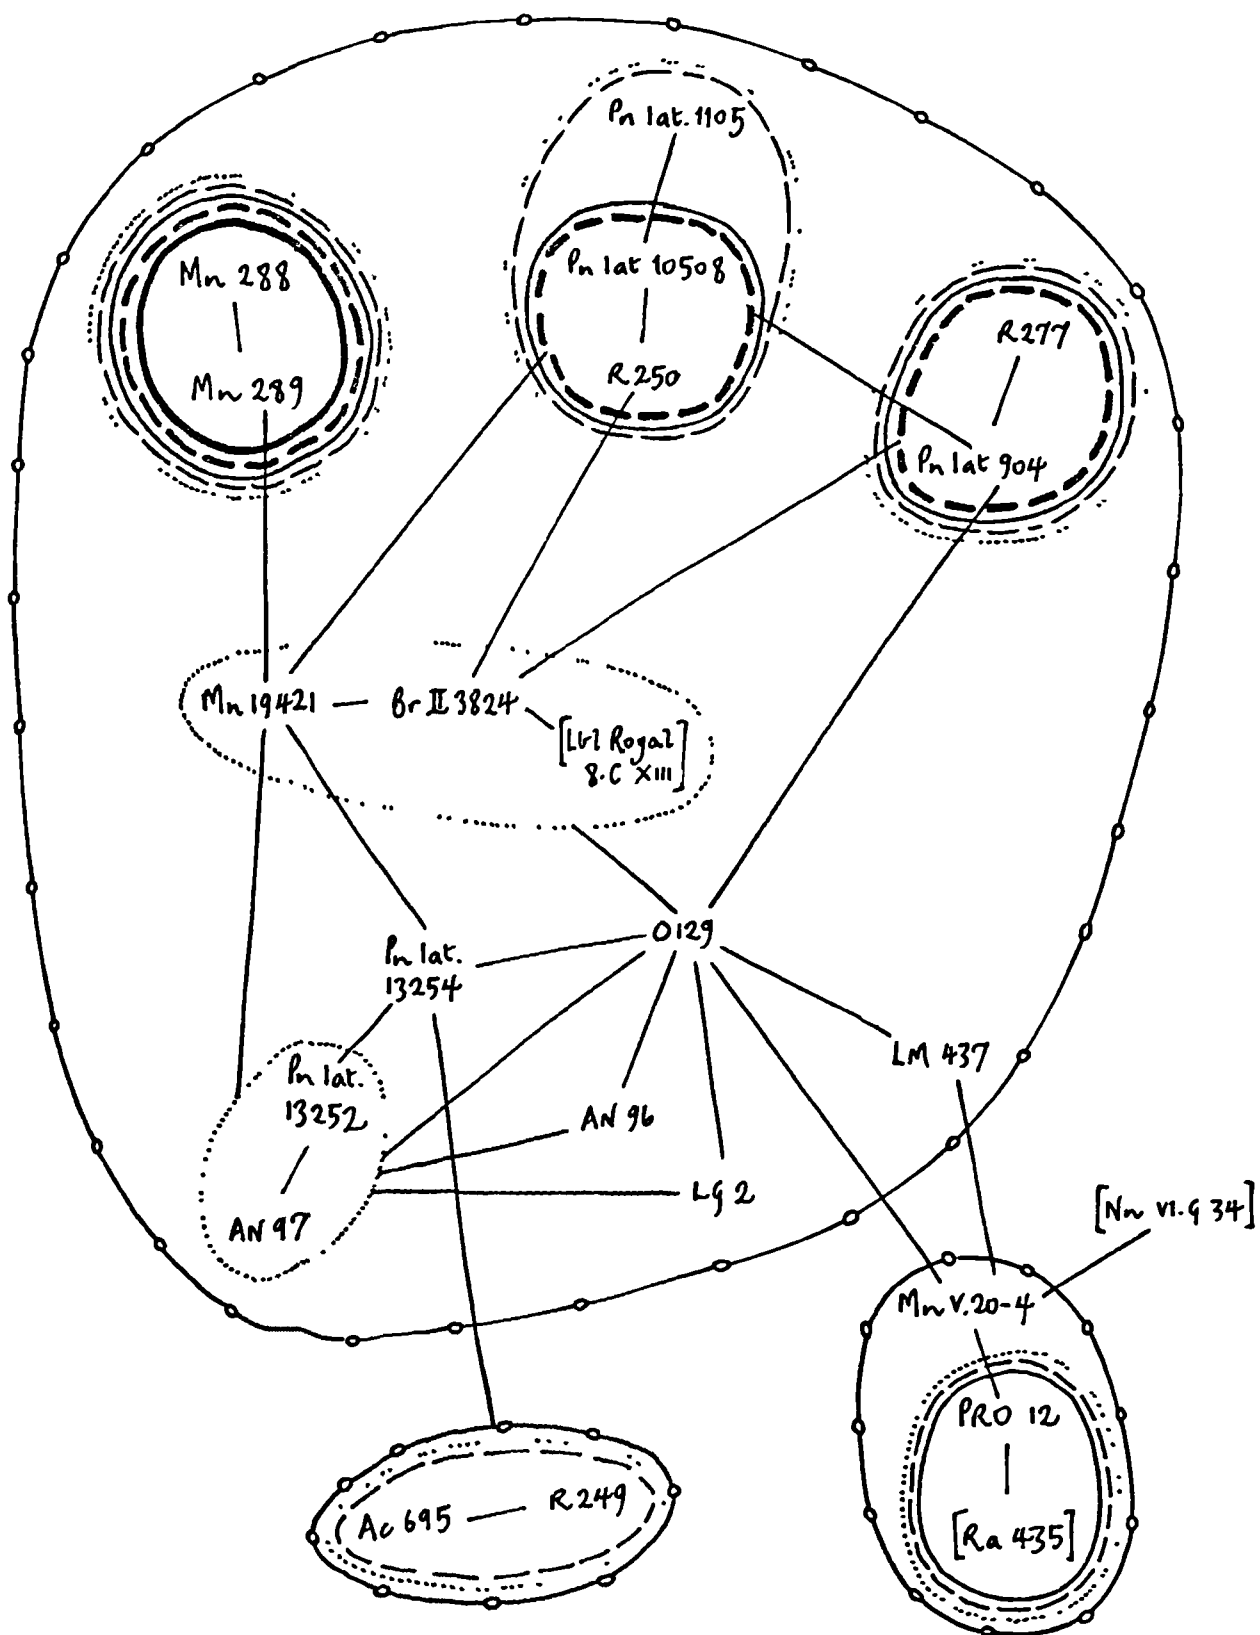 Pn lat. 1105
Mn 288
Pn lat 10508
R 277
Mn 289
R 250
Pn lat 904
Mn 19421
Br II 3824
[Lbl Royal
8.C XIII]
O 129
Pn lat.
13254
LM 437
Pn lat.
13252
AN 96
LG 2
AN 97
[Nn VI.G 34]
Mn V.20-4
PRO 12
R 249
Ac 695
[Ra 435]